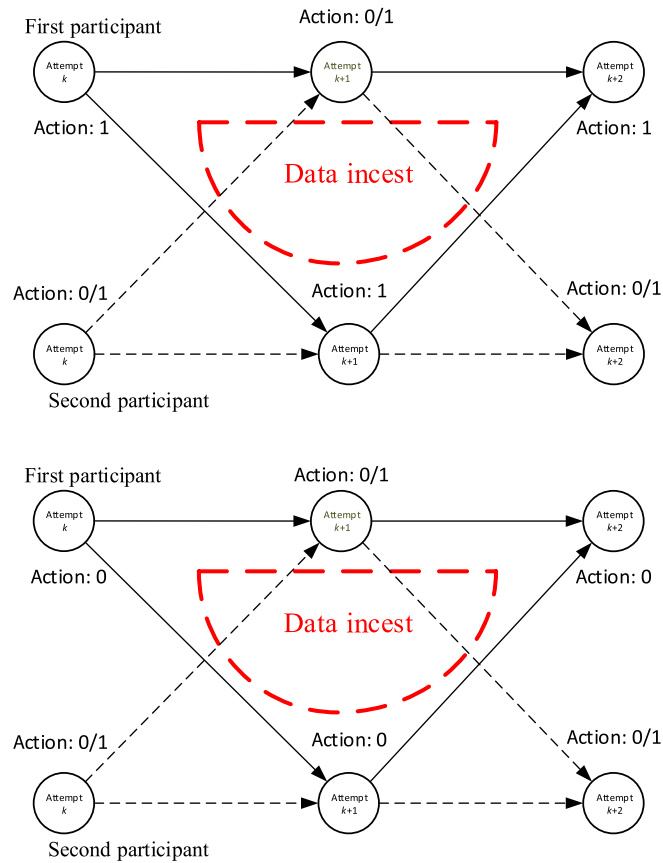 First participant
Action: 0/1
Attempt
k
Attempt
k+1
Attempt
k+2
Action: 1
Action: 1
Data incest
Action: 0/1
Action: 1
Action: 0/1
Attempt
k
Attempt
k+1
Attempt
k+2
Second participant
First participant
Action: 0/1
Attempt
k
Attempt
k+1
Attempt
k+2
Action: 0
Action: 0
Data incest
Action: 0/1
Action: 0
Action: 0/1
Attempt
k
Attempt
k+1
Attempt
k+2
Second participant